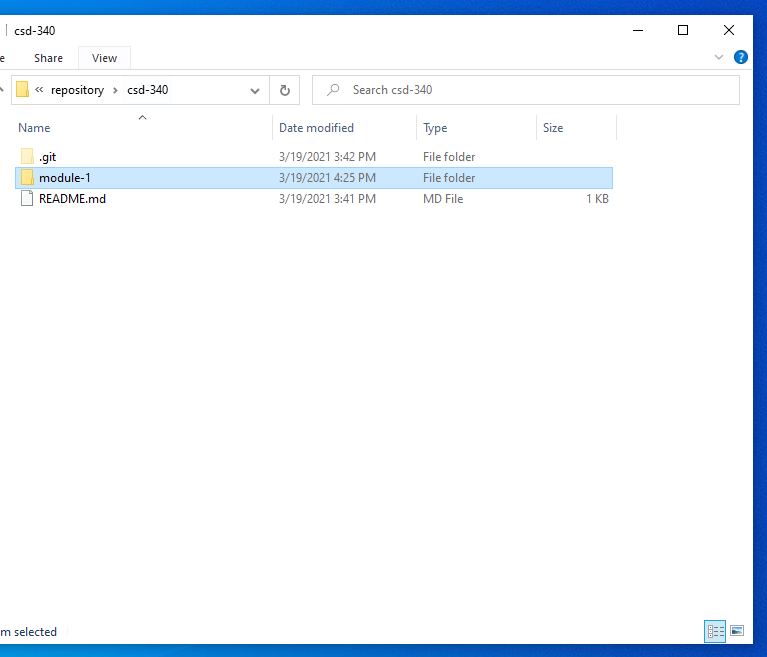 csd-340
e Share View ?
« repository > csd-340 Search csd-340
Name Date modified Type Size
.git 3/19/2021 3:42 PM File folder
module-1 3/19/2021 4:25 PM File folder
README.md 3/19/2021 3:41 PM MD File 1 KB
m selected